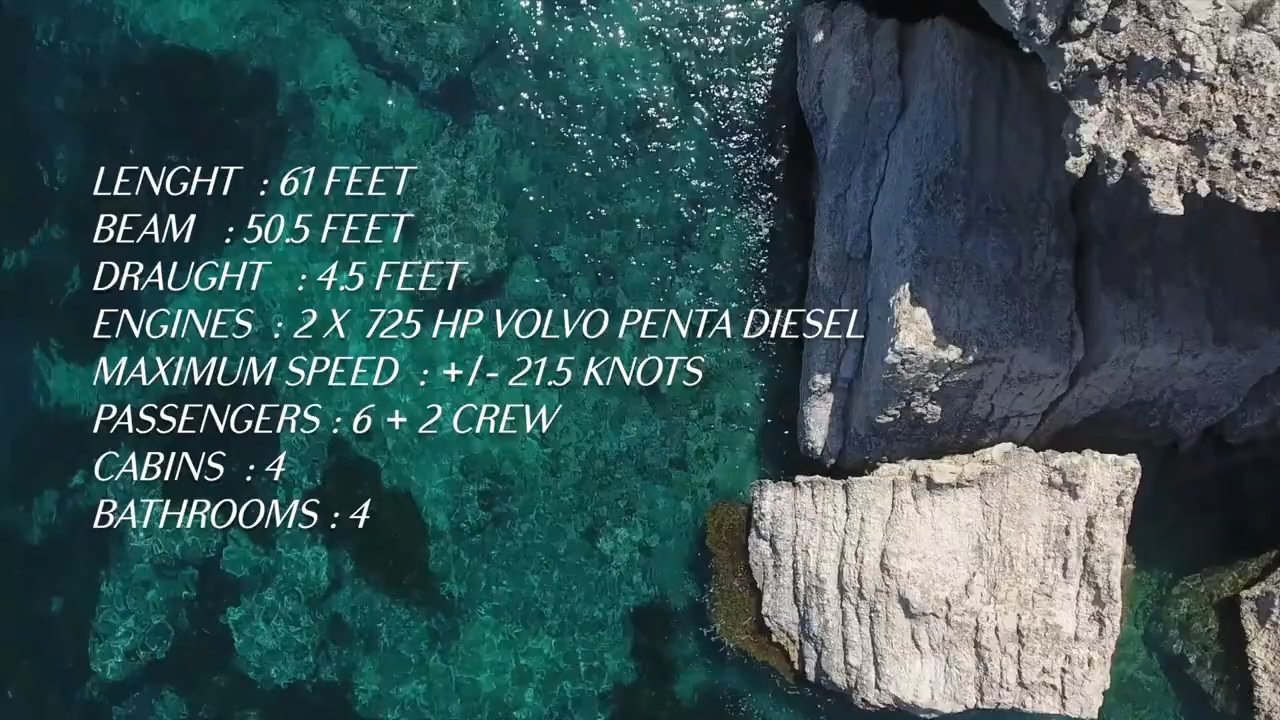 LENGHT : 61 FEET
BEAM : 50.5 FEET
DRAUGHT : 4.5 FEET
ENGINES : 2 X 725 HP VOLVO PENTA DIESEL
MAXIMUM SPEED : +/- 21.5 KNOTS
PASSENGERS : 6 + 2 CREW
CABINS : 4
BATHROOMS : 4